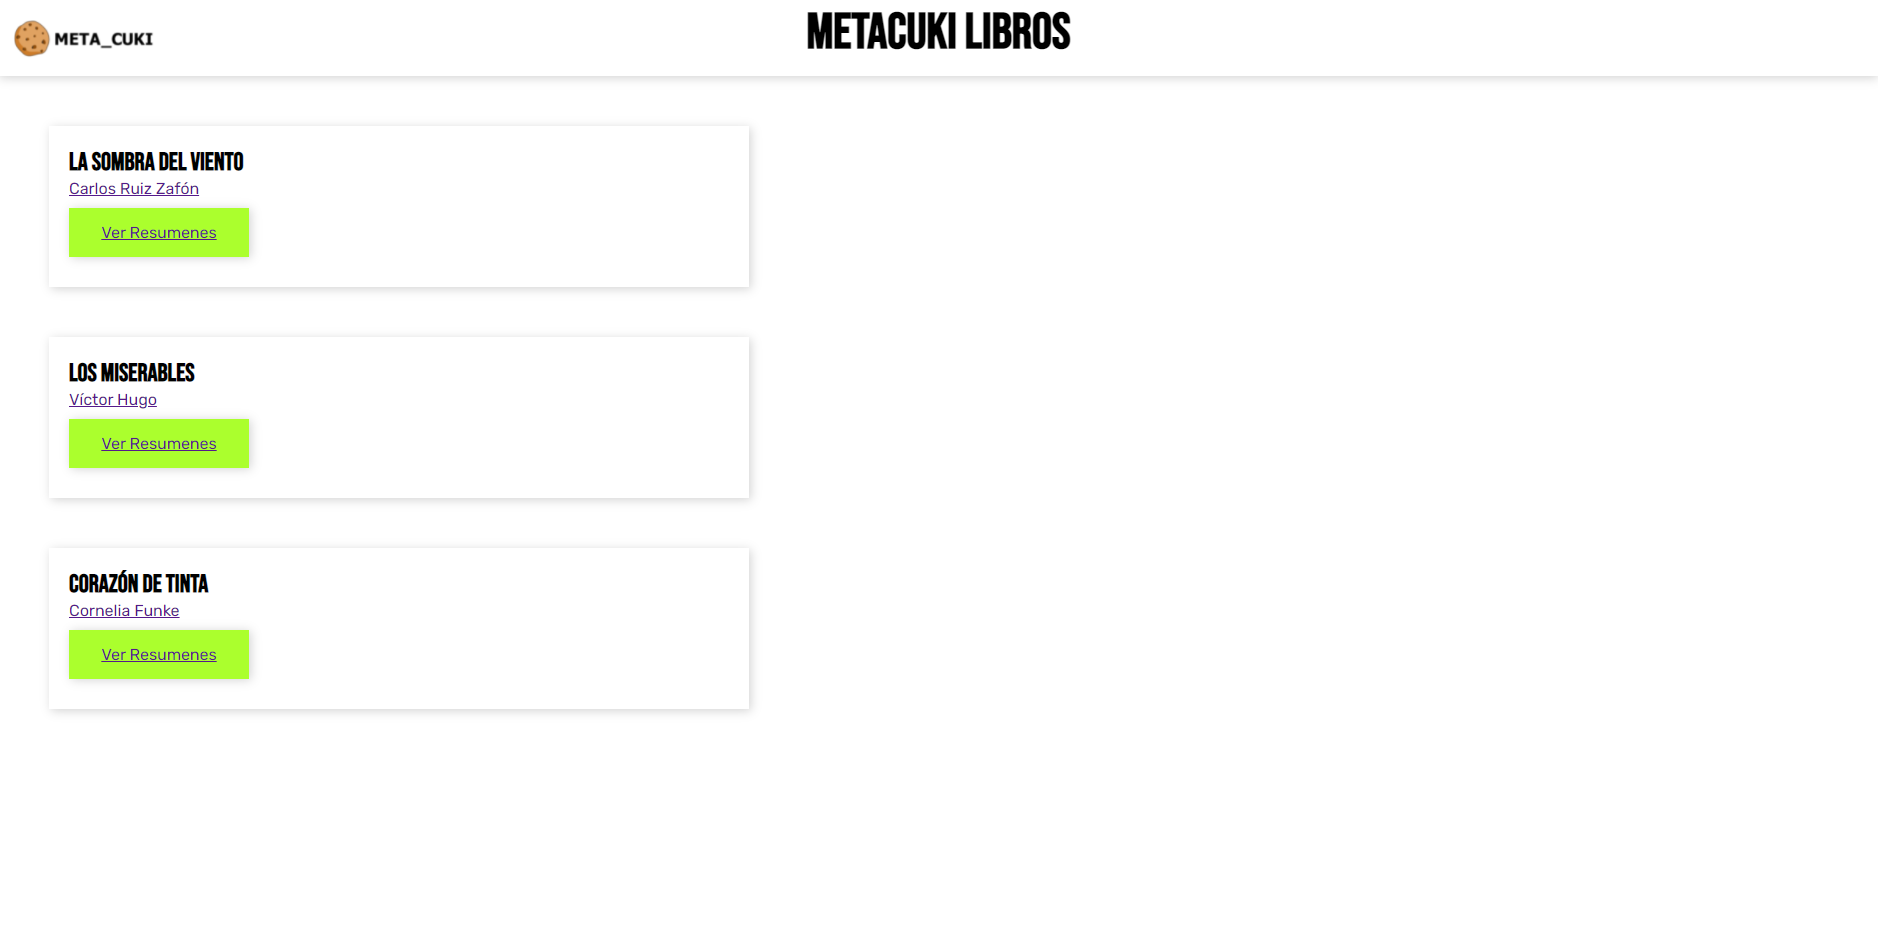 META_CUKI
METACUKI LIBROS
LA SOMBRA DEL VIENTO
Carlos Ruiz Zafón
Ver Resumenes
LOS MISERABLES
Víctor Hugo
Ver Resumenes
CORAZÓN DE TINTA
Cornelia Funke
Ver Resumenes